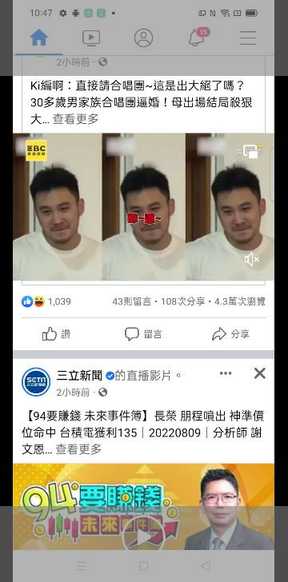 10:47
15
2小時前
Ki編啊：直接請合唱團~這是出大絕了嗎？
30多歲男家族合唱團逼婚！母出場結局殺狠
大... 查看更多
EBC
1,039
43則留言・108次分享・4.3萬次瀏覽
讚
留言
分享
三立新聞 的直播影片。
2小時前
【94要賺錢 未來事件簿】長榮 朋程噴出 神準價
位命中 台積電獲利135｜20220809｜分析師 謝
文恩... 查看更多
SETN
94要賺錢
未來事件